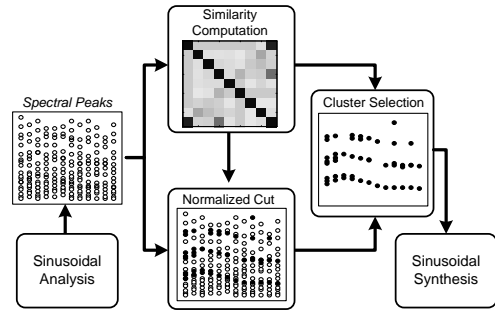 Similarity
Computation
Spectral Peaks
Cluster Selection
Normalized Cut
Sinusoidal
Analysis
Sinusoidal
Synthesis